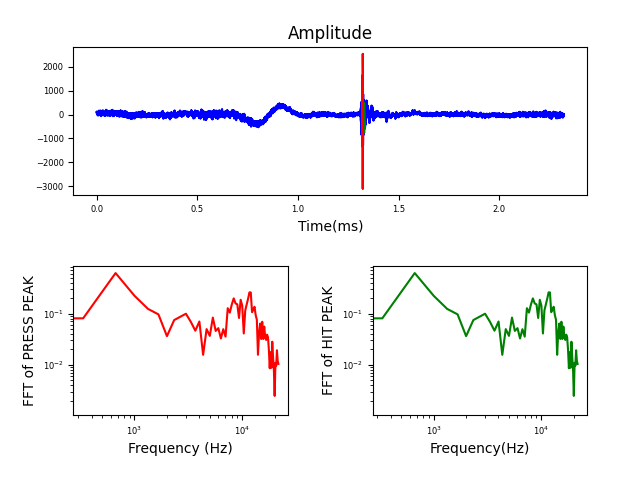 Amplitude
2000
1000
0
−1000
−2000
−3000
0.0 0.5 1.0 1.5 2.0
Time(ms)
FFT of PRESS PEAK
10⁻¹
10⁻²
10³ 10⁴
Frequency (Hz)
FFT of HIT PEAK
10⁻¹
10⁻²
10³ 10⁴
Frequency(Hz)